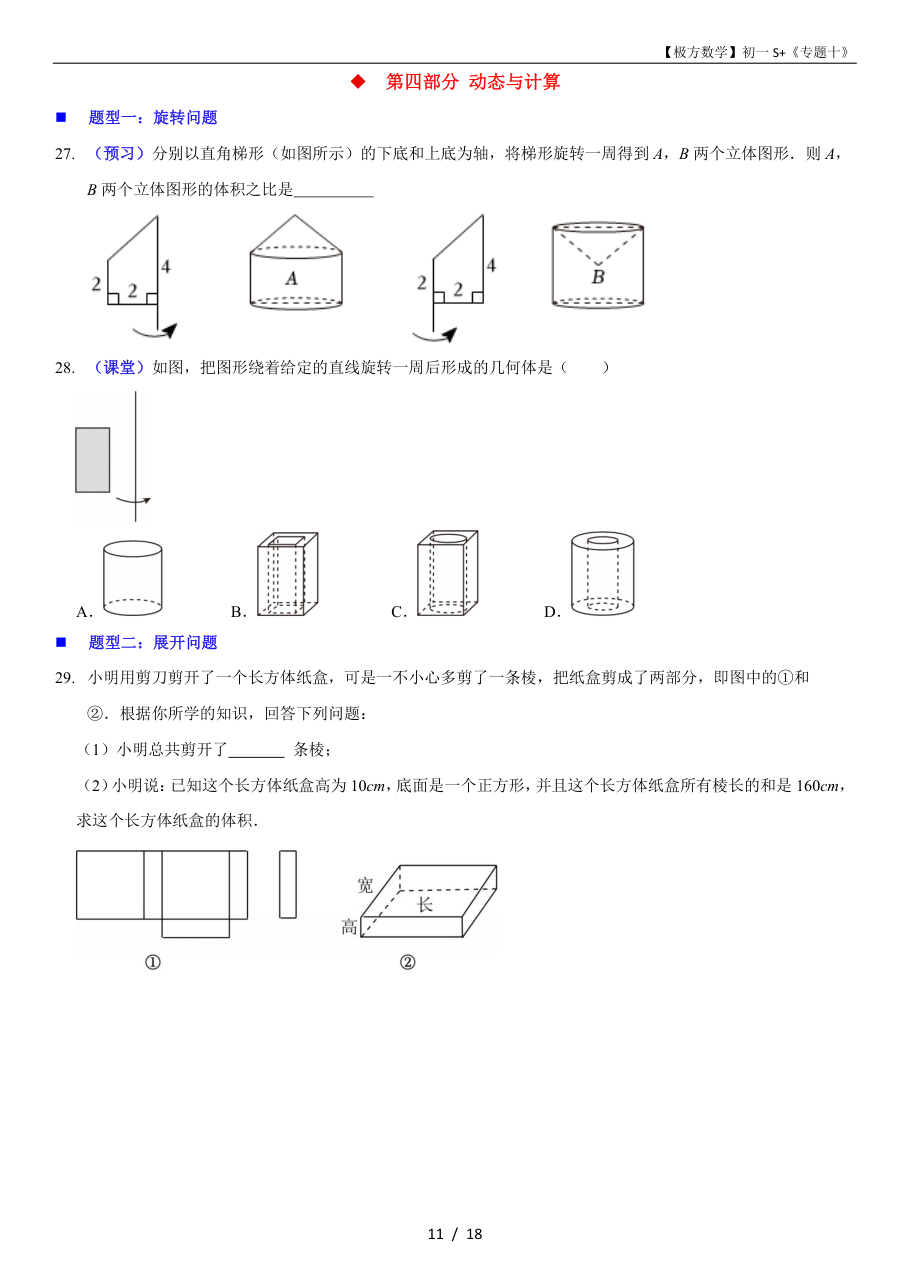 【极方数学】初一 S+《专题十》
◆ 第四部分 动态与计算
■ 题型一：旋转问题
27. （预习）分别以直角梯形（如图所示）的下底和上底为轴，将梯形旋转一周得到 A，B 两个立体图形．则 A，
B 两个立体图形的体积之比是__________
2 2 4 A 2 2 4 B
28. （课堂）如图，把图形绕着给定的直线旋转一周后形成的几何体是（　　）
A． B． C． D．
■ 题型二：展开问题
29. 小明用剪刀剪开了一个长方体纸盒，可是一不小心多剪了一条棱，把纸盒剪成了两部分，即图中的①和
②．根据你所学的知识，回答下列问题：
（1）小明总共剪开了_______ 条棱；
（2）小明说：已知这个长方体纸盒高为 10cm，底面是一个正方形，并且这个长方体纸盒所有棱长的和是 160cm，
求这个长方体纸盒的体积．
宽 长
高
① ②
11 / 18